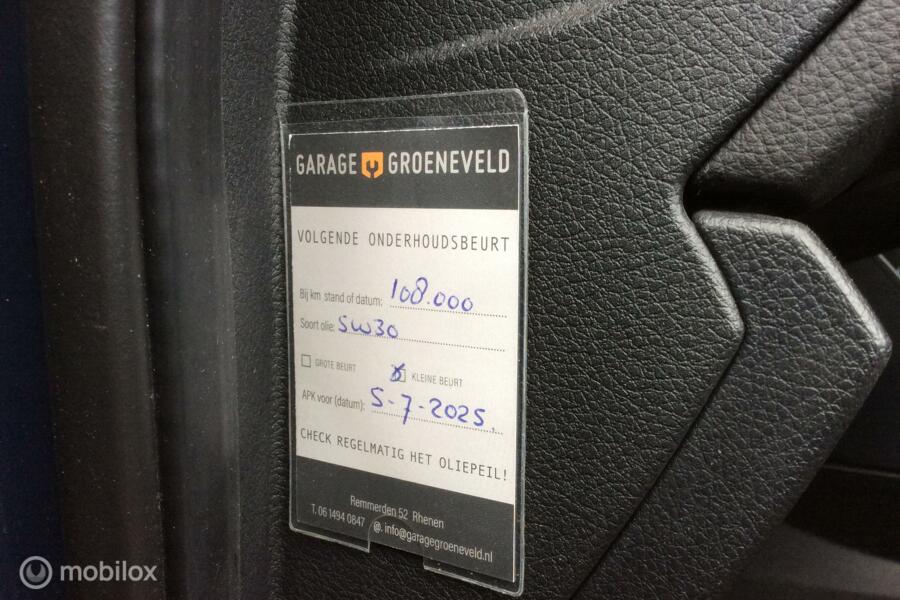 GARAGE GROENEVELD
VOLGENDE ONDERHOUDSBEURT
Bij km stand of datum: 108.000
Soort olie: 5W30
GROTE BEURT KLEINE BEURT
APK voor (datum): 5-7-2025.
CHECK REGELMATIG HET OLIEPEIL!
Remmerden 52 Rhenen
T. 06 1494 0847 @. info@garagegroeneveld.nl
mobilox